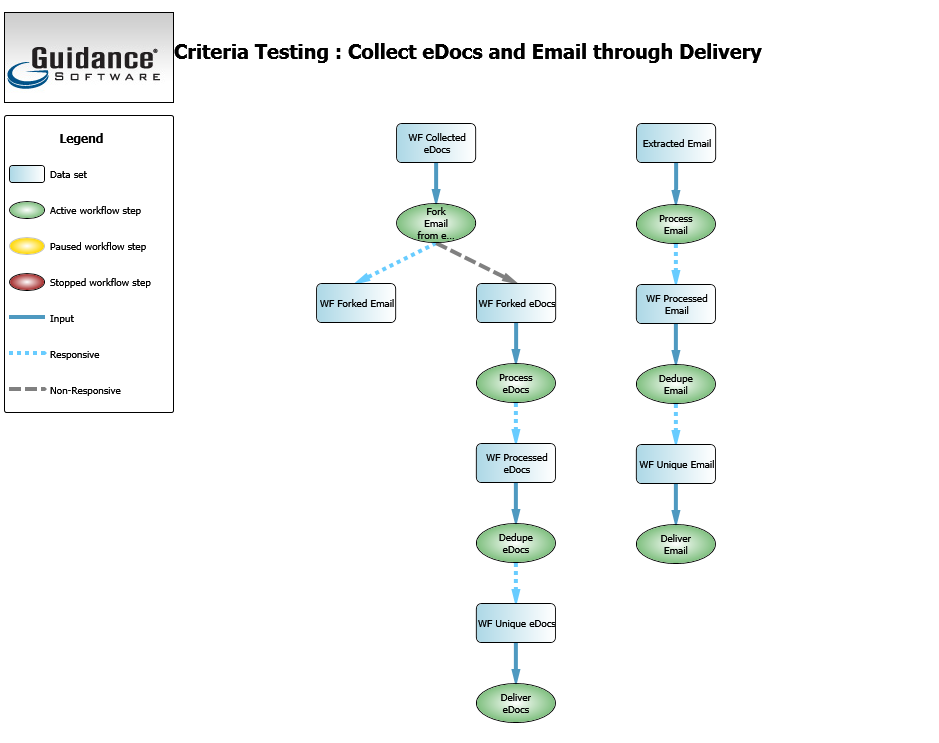 Guidance
SOFTWARE
Criteria Testing : Collect eDocs and Email through Delivery
Legend
Data set
Active workflow step
Paused workflow step
Stopped workflow step
Input
Responsive
Non-Responsive
WF Collected
eDocs
Fork
Email
from e...
WF Forked Email
WF Forked eDocs
Process
eDocs
WF Processed
eDocs
Dedupe
eDocs
WF Unique eDocs
Deliver
eDocs
Extracted Email
Process
Email
WF Processed
Email
Dedupe
Email
WF Unique Email
Deliver
Email